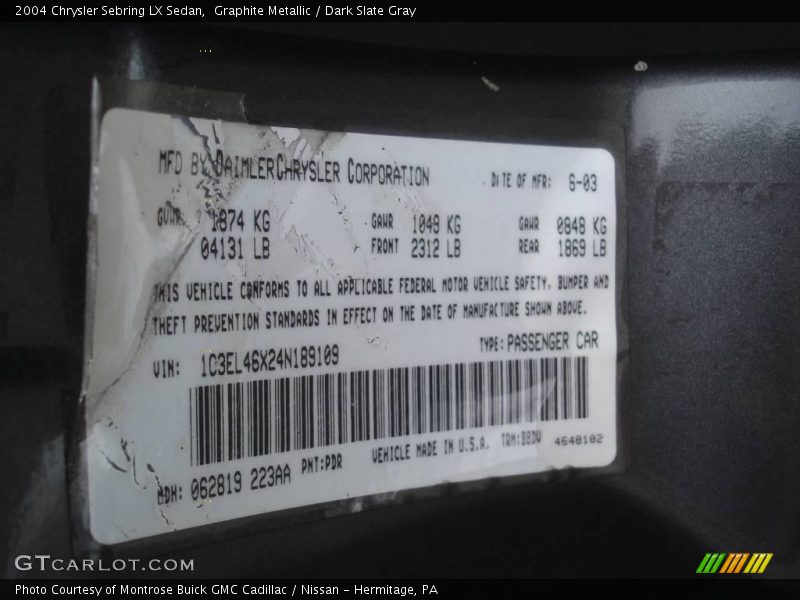 2004 Chrysler Sebring LX Sedan,  Graphite Metallic / Dark Slate Gray
MFD BY DAIMLERCHRYSLER CORPORATION DATE OF MFR: 6-03
GVWR 1874 KG GAWR 1049 KG GAWR 0848 KG
04131 LB FRONT 2312 LB REAR 1869 LB
THIS VEHICLE CONFORMS TO ALL APPLICABLE FEDERAL MOTOR VEHICLE SAFETY, BUMPER AND
THEFT PREVENTION STANDARDS IN EFFECT ON THE DATE OF MANUFACTURE SHOWN ABOVE.
VIN: 1C3EL46X24N189109 TYPE: PASSENGER CAR
MDH: 062819 223AA PNT:PDR VEHICLE MADE IN U.S.A. TRM:BBDV 4648102
GTCARLOT.COM
Photo Courtesy of Montrose Buick GMC Cadillac / Nissan - Hermitage, PA